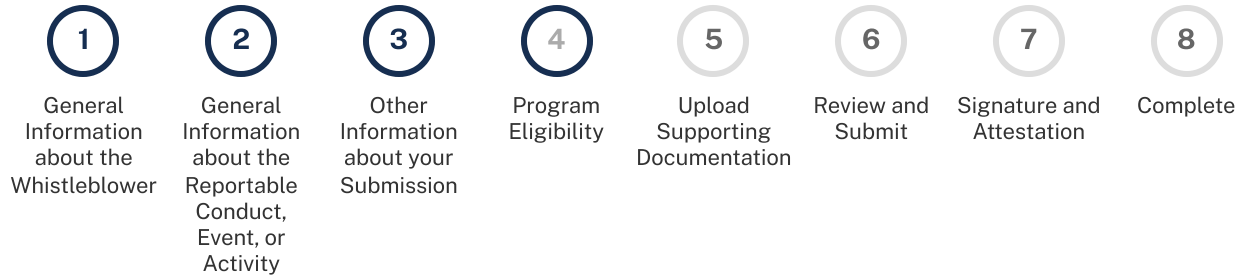 1
General
Information
about the
Whistleblower
2
General
Information
about the
Reportable
Conduct,
Event, or
Activity
3
Other
Information
about your
Submission
4
Program
Eligibility
5
Upload
Supporting
Documentation
6
Review and
Submit
7
Signature and
Attestation
8
Complete